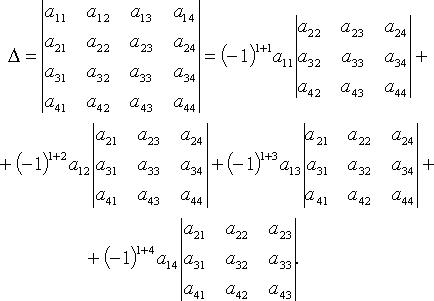 Δ = |a₁₁ a₁₂ a₁₃ a₁₄; a₂₁ a₂₂ a₂₃ a₂₄; a₃₁ a₃₂ a₃₃ a₃₄; a₄₁ a₄₂ a₄₃ a₄₄| = (−1)¹⁺¹ a₁₁ |a₂₂ a₂₃ a₂₄; a₃₂ a₃₃ a₃₄; a₄₂ a₄₃ a₄₄| +
+ (−1)¹⁺² a₁₂ |a₂₁ a₂₃ a₂₄; a₃₁ a₃₃ a₃₄; a₄₁ a₄₃ a₄₄| + (−1)¹⁺³ a₁₃ |a₂₁ a₂₂ a₂₄; a₃₁ a₃₂ a₃₄; a₄₁ a₄₂ a₄₄| +
+ (−1)¹⁺⁴ a₁₄ |a₂₁ a₂₂ a₂₃; a₃₁ a₃₂ a₃₃; a₄₁ a₄₂ a₄₃|.